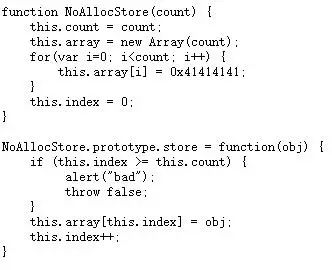 function NoAllocStore(count) {
    this.count = count;
    this.array = new Array(count);
    for(var i=0; i<count; i++) {
        this.array[i] = 0x41414141;
    }
    this.index = 0;
}

NoAllocStore.prototype.store = function(obj) {
    if (this.index >= this.count) {
        alert("bad");
        throw false;
    }
    this.array[this.index] = obj;
    this.index++;
}